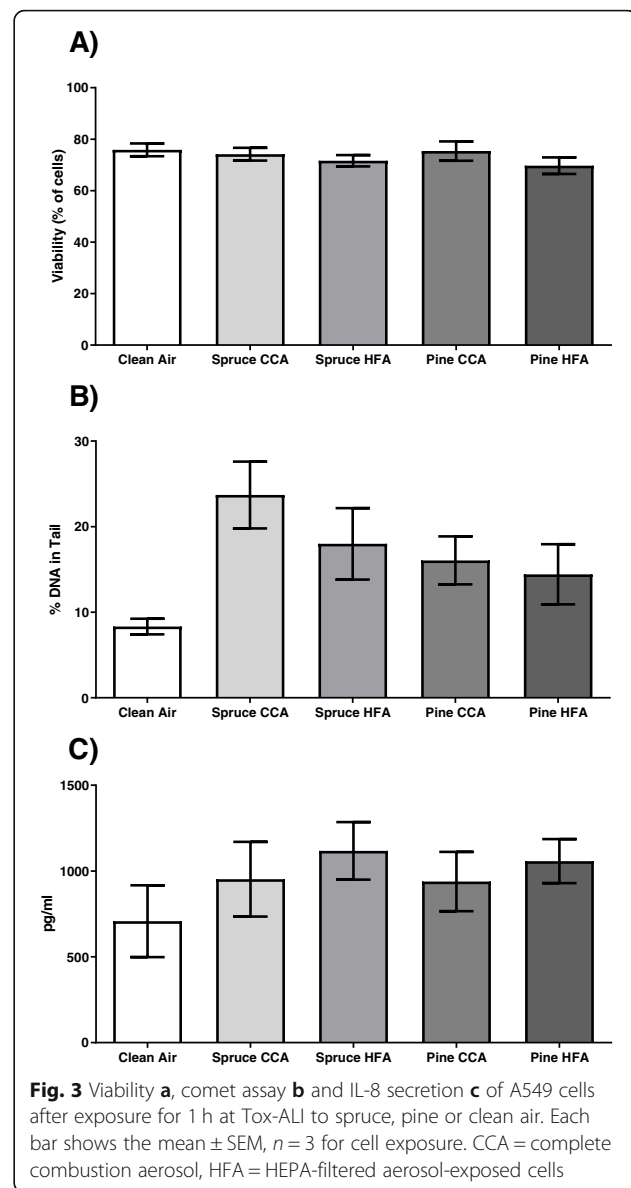 A)
Viability (% of cells)
100
80
60
40
20
0
Clean Air Spruce CCA Spruce HFA Pine CCA Pine HFA
B)
% DNA in Tail
30
20
10
0
Clean Air Spruce CCA Spruce HFA Pine CCA Pine HFA
C)
pg/ml
1500
1000
500
0
Clean Air Spruce CCA Spruce HFA Pine CCA Pine HFA
Fig. 3 Viability a, comet assay b and IL-8 secretion c of A549 cells
after exposure for 1 h at Tox-ALI to spruce, pine or clean air. Each
bar shows the mean ± SEM, n = 3 for cell exposure. CCA = complete
combustion aerosol, HFA = HEPA-filtered aerosol-exposed cells